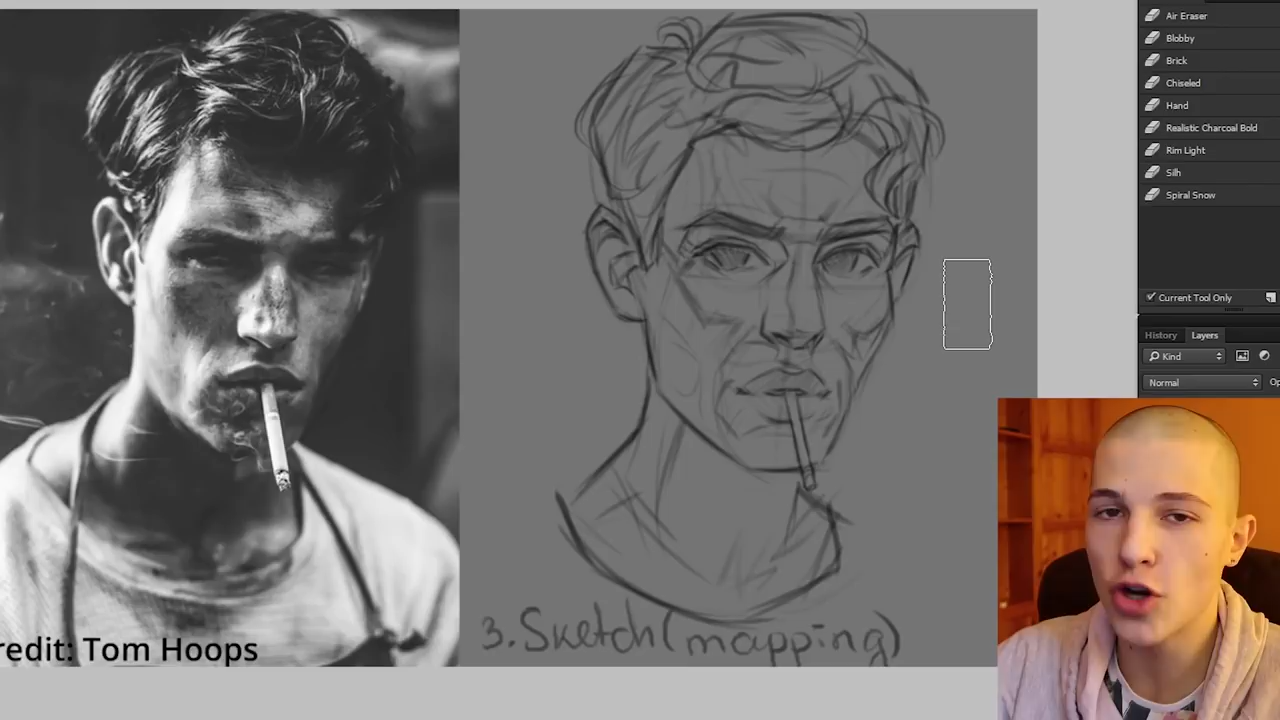 Air Eraser
Blobby
Brick
Chiseled
Hand
Realistic Charcoal Bold
Rim Light
Silh
Spiral Snow
Current Tool Only
History Layers
Kind
Normal Op
redit: Tom Hoops
3. Sketch (mapping)